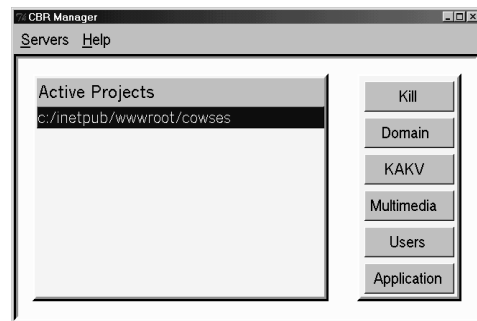 CBR Manager
Servers Help
Active Projects
c:/inetpub/wwwroot/cowses
Kill
Domain
KAKV
Multimedia
Users
Application